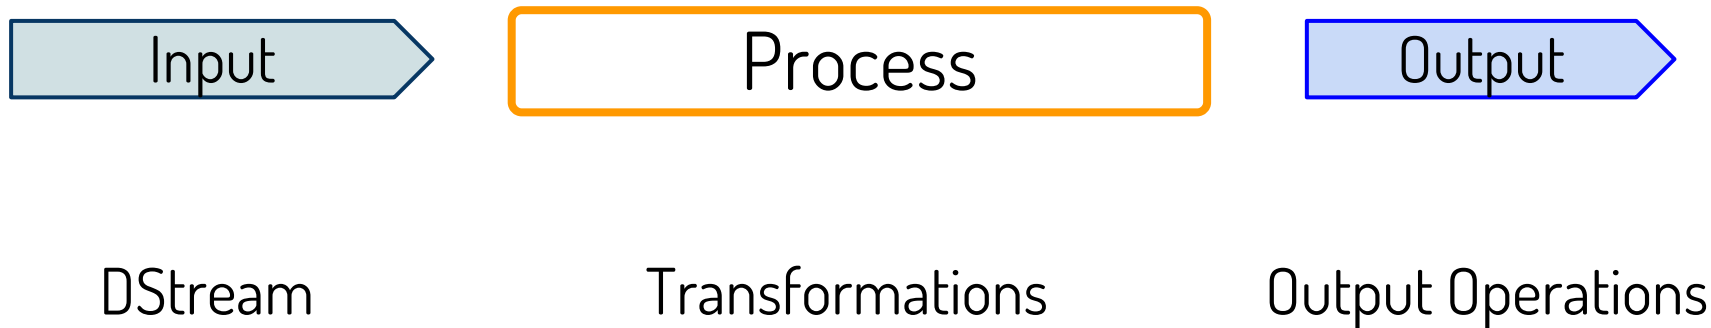 Input
Process
Output
DStream
Transformations
Output Operations